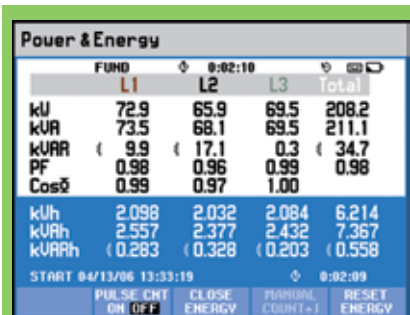 Power & Energy
FUND 0:02:10
L1 L2 L3 Total
kW 72.9 65.9 69.5 208.2
kVA 73.5 68.1 69.5 211.1
kVAR ( 9.9 ( 17.1 0.3 ( 34.7
PF 0.98 0.96 0.99 0.98
CosΦ 0.99 0.97 1.00
kWh 2.098 2.032 2.084 6.214
kVAh 2.557 2.377 2.432 7.367
kVARh ( 0.283 ( 0.328 ( 0.203 ( 0.558
START 04/13/06 13:33:19 0:02:09
PULSE CNT CLOSE MANUAL RESET
ON OFF ENERGY COUNT+1 ENERGY